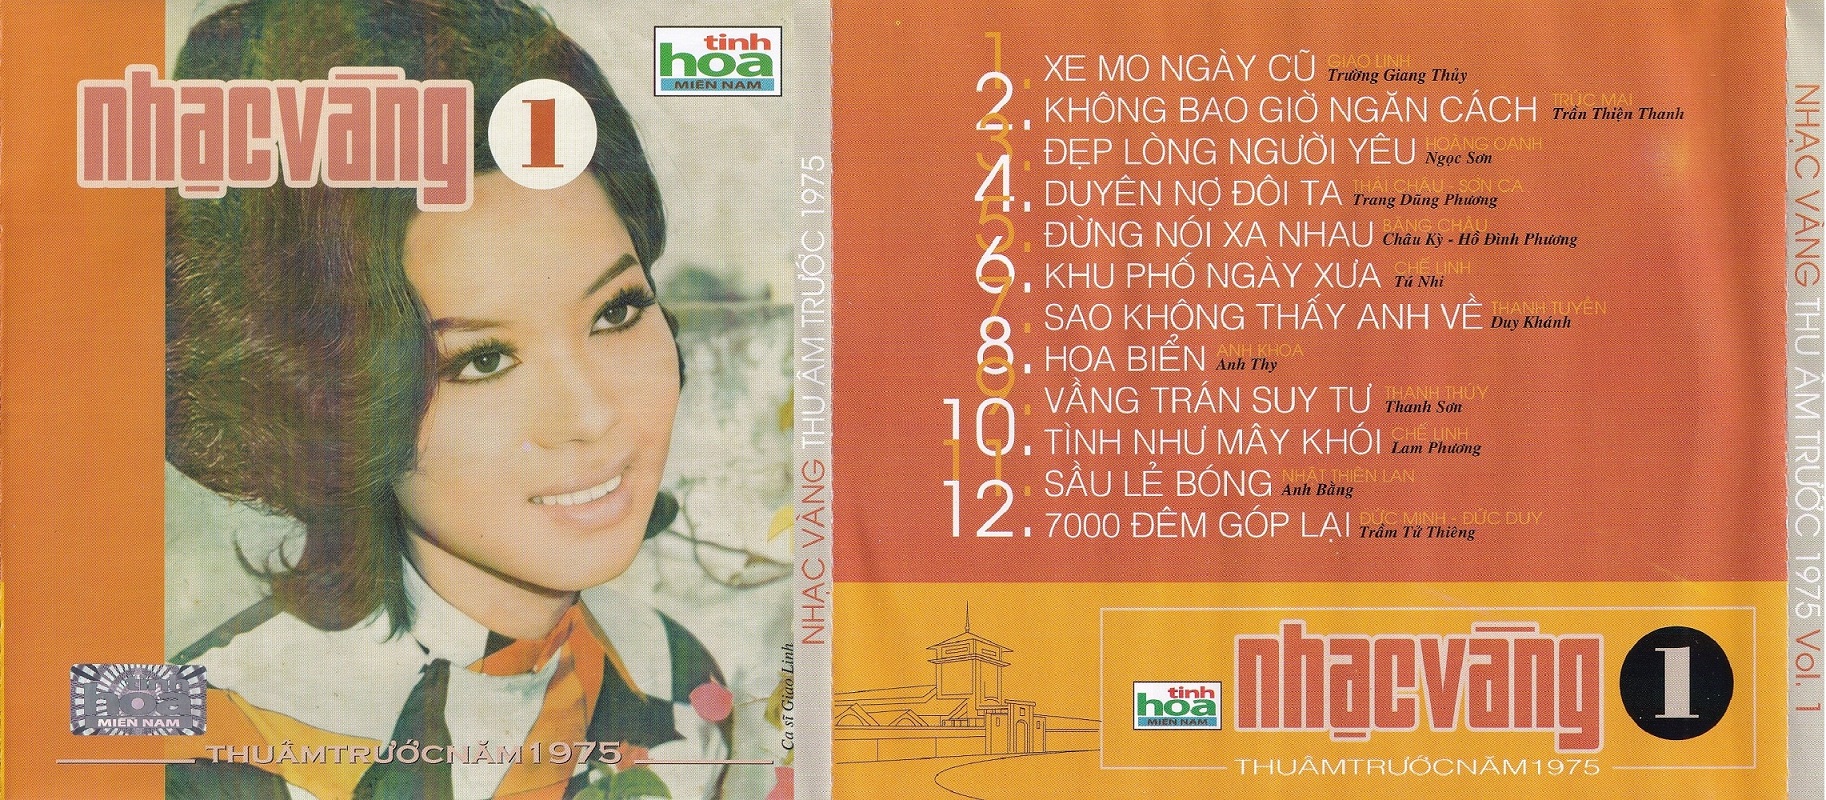 nhạc vàng
1
tinh
hoa
MIỀN NAM
tinh
hoa
MIỀN NAM
THU ÂM TRƯỚC NĂM 1975
Ca sĩ Giao Linh
NHẠC VÀNG THU ÂM TRƯỚC 1975
1. XE MO NGÀY CŨ GIAO LINH
Trường Giang Thủy
2. KHÔNG BAO GIỜ NGĂN CÁCH TRÚC MAI
Trần Thiện Thanh
3. ĐẸP LÒNG NGƯỜI YÊU HOÀNG OANH
Ngọc Sơn
4. DUYÊN NỢ ĐÔI TA THÁI CHÂU - SƠN CA
Trang Dũng Phương
5. ĐỪNG NÓI XA NHAU BĂNG CHÂU
Châu Kỳ - Hồ Đình Phương
6. KHU PHỐ NGÀY XƯA CHẾ LINH
Tú Nhi
7. SAO KHÔNG THẤY ANH VỀ THANH TUYỀN
Duy Khánh
8. HOA BIỂN ANH KHOA
Anh Thy
9. VẦNG TRÁN SUY TƯ THANH THÚY
Thanh Sơn
10. TÌNH NHƯ MÂY KHÓI CHẾ LINH
Lam Phương
11. SẦU LẺ BÓNG NHẬT THIÊN LAN
Anh Bằng
12. 7000 ĐÊM GÓP LẠI ĐỨC MINH - ĐỨC DUY
Trầm Tử Thiêng
tinh
hoa
MIỀN NAM
nhạc vàng
1
THU ÂM TRƯỚC NĂM 1975
NHẠC VÀNG THU ÂM TRƯỚC 1975 Vol. 1